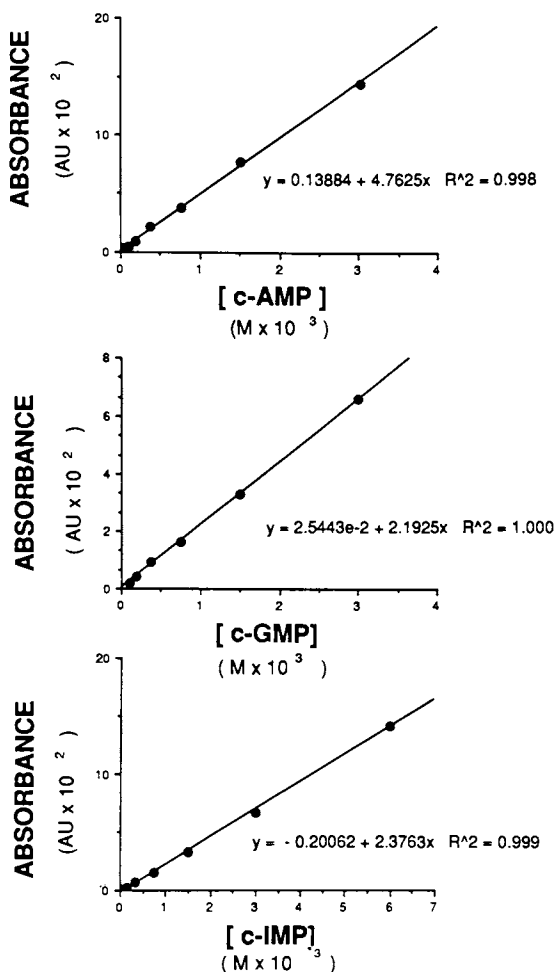 20
10
0
ABSORBANCE
(AU x 10 2 )
y = 0.13884 + 4.7625x R^2 = 0.998
0 1 2 3 4
[ c-AMP ]
(M x 10 3 )
8
6
4
2
0
ABSORBANCE
( AU x 10 2 )
y = 2.5443e-2 + 2.1925x R^2 = 1.000
0 1 2 3 4
[ c-GMP]
( M x 10 3 )
20
10
0
ABSORBANCE
(AU x 10 2 )
y = - 0.20062 + 2.3763x R^2 = 0.999
0 1 2 3 4 5 6 7
[ c-IMP]
( M x 10 3 )